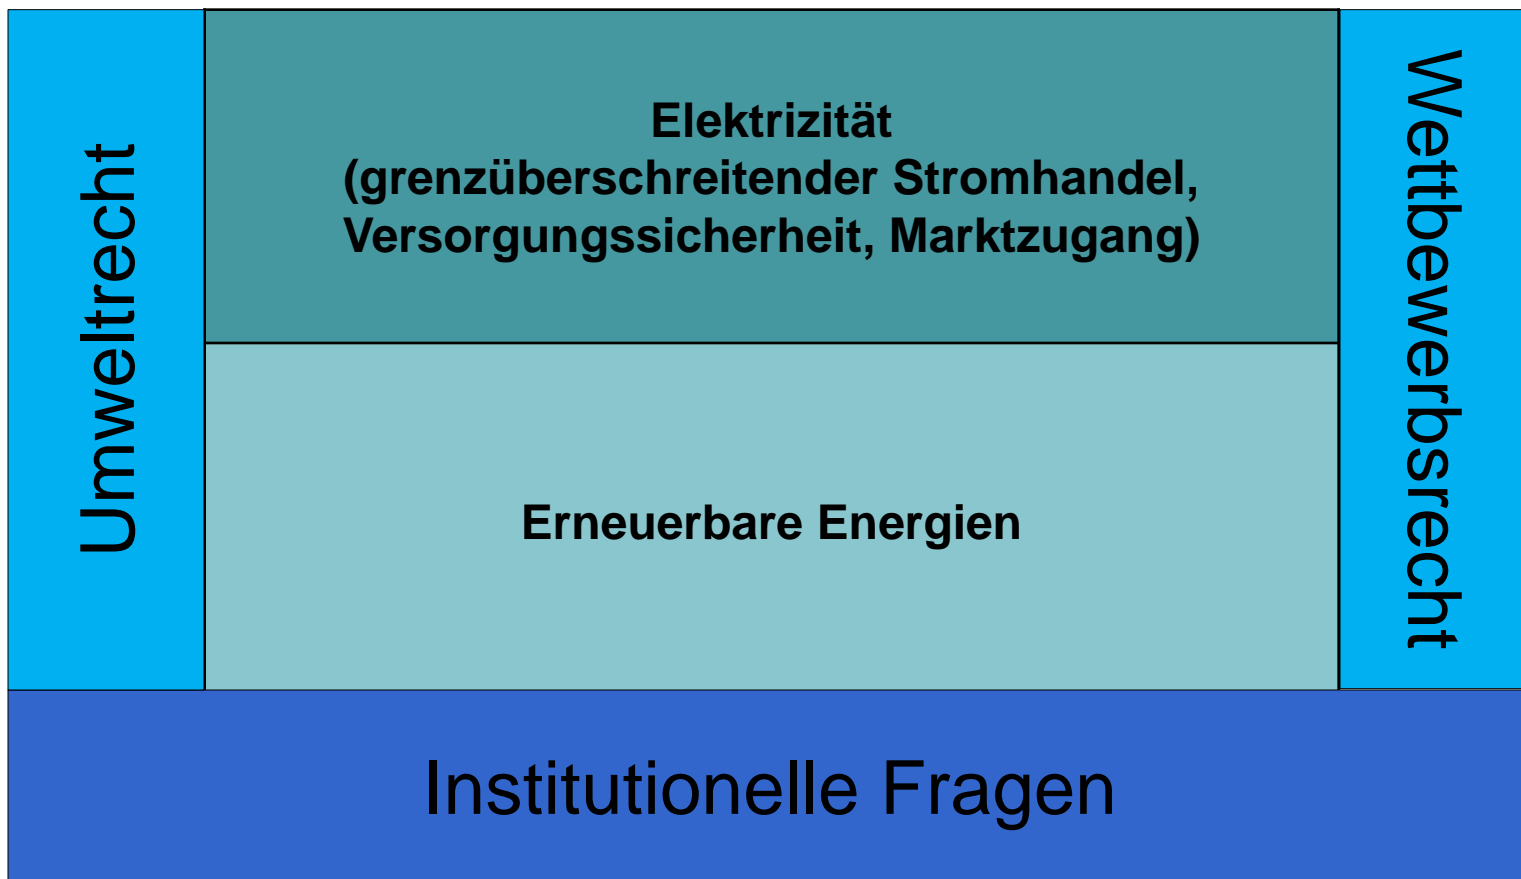 Umweltrecht
Elektrizität
(grenzüberschreitender Stromhandel,
Versorgungssicherheit, Marktzugang)
Erneuerbare Energien
Wettbewerbsrecht
Institutionelle Fragen